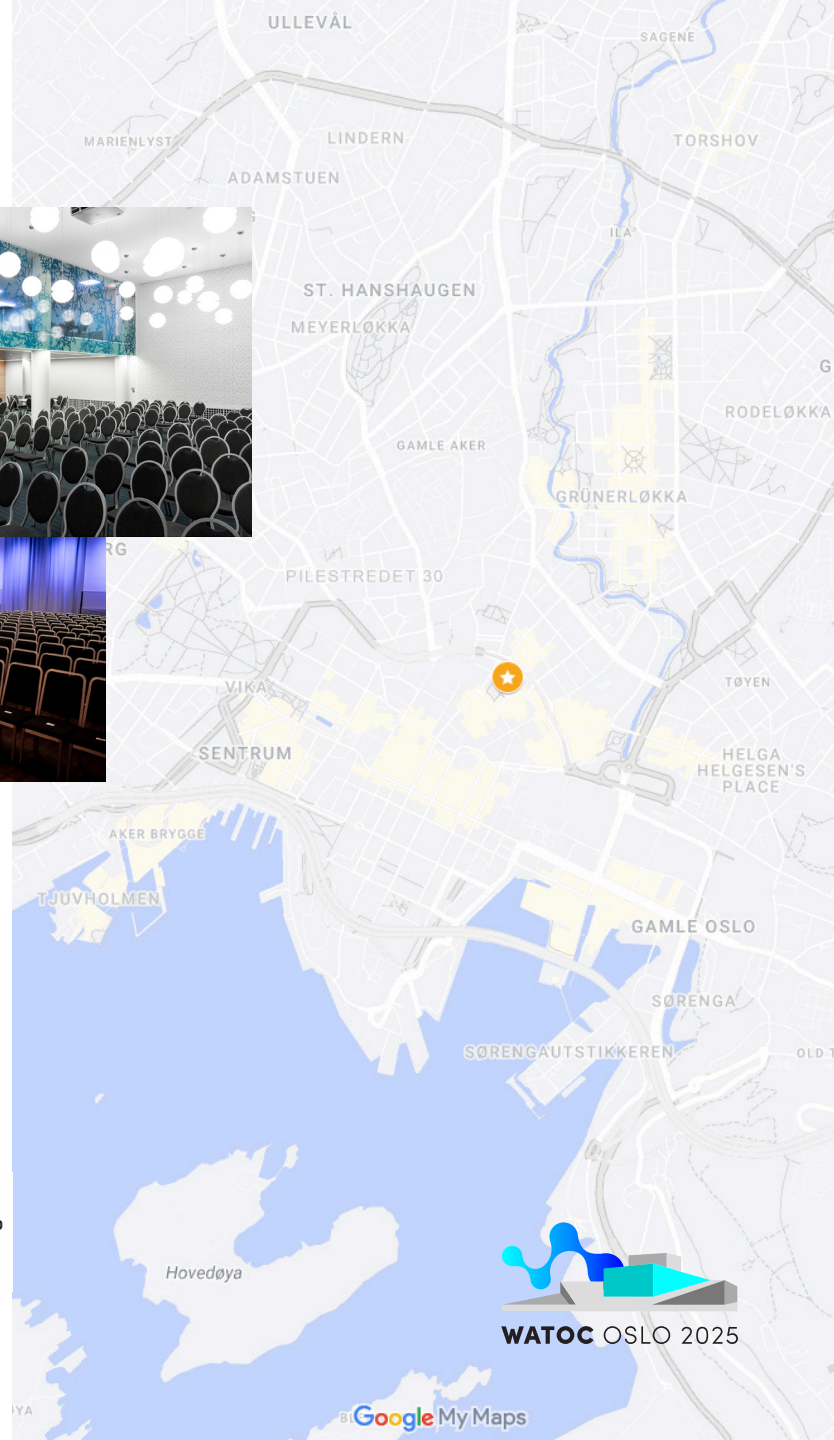 ULLEVÅL
SAGENE
MARIENLYST
LINDERN
TORSHOV
ADAMSTUEN
ILA
ST. HANSHAUGEN
MEYERLØKKA
RODELØKKA
GAMLE AKER
GRÜNERLØKKA
PILESTREDET 30
VIKA
TØYEN
SENTRUM
HELGA
HELGESEN'S
PLACE
AKER BRYGGE
TJUVHOLMEN
GAMLE OSLO
SØRENGA
SØRENGAUTSTIKKEREN
OLD
Hovedøya
WATOC OSLO 2025
Google My Maps